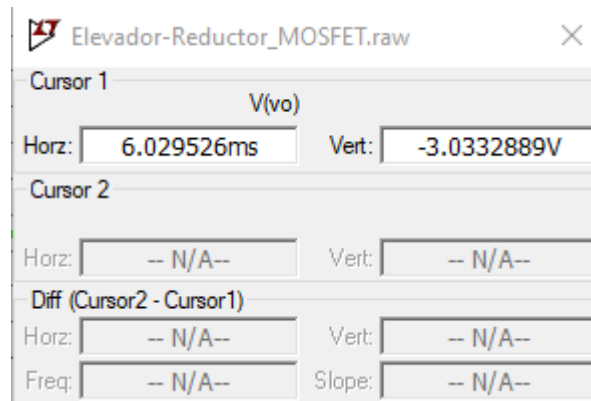 Elevador-Reductor_MOSFET.raw
Cursor 1
V(vo)
Horz: 6.029526ms Vert: -3.0332889V
Cursor 2
Horz: -- N/A-- Vert: -- N/A--
Diff (Cursor2 - Cursor1)
Horz: -- N/A-- Vert: -- N/A--
Freq: -- N/A-- Slope: -- N/A--